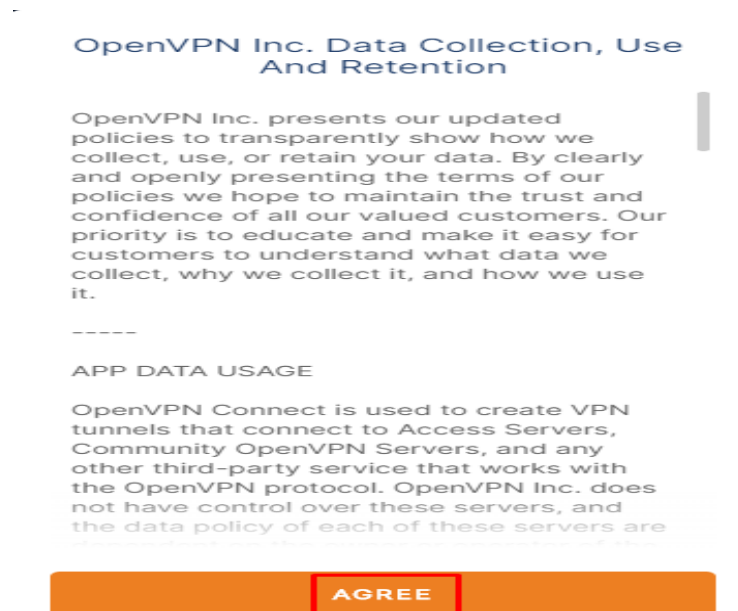 OpenVPN Inc. Data Collection, Use
And Retention
OpenVPN Inc. presents our updated
policies to transparently show how we
collect, use, or retain your data. By clearly
and openly presenting the terms of our
policies we hope to maintain the trust and
confidence of all our valued customers. Our
priority is to educate and make it easy for
customers to understand what data we
collect, why we collect it, and how we use
it.
-----
APP DATA USAGE
OpenVPN Connect is used to create VPN
tunnels that connect to Access Servers,
Community OpenVPN Servers, and any
other third-party service that works with
the OpenVPN protocol. OpenVPN Inc. does
not have control over these servers, and
the data policy of each of these servers are
AGREE